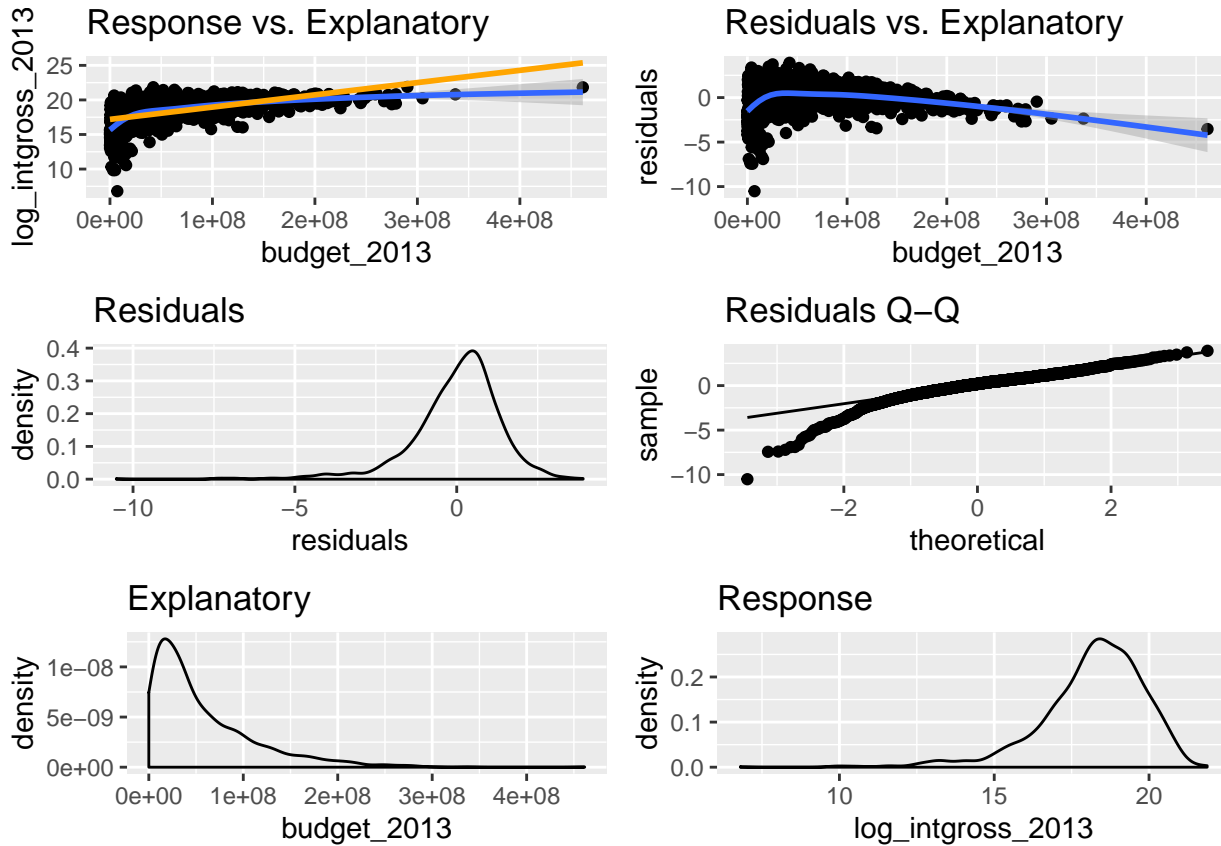 Response vs. Explanatory
log_intgross_2013
25
20
15
10
0e+00 1e+08 2e+08 3e+08 4e+08
budget_2013
Residuals vs. Explanatory
residuals
0
−5
−10
0e+00 1e+08 2e+08 3e+08 4e+08
budget_2013
Residuals
density
0.4
0.3
0.2
0.1
0.0
−10 −5 0
residuals
Residuals Q−Q
sample
0
−5
−10
−2 0 2
theoretical
Explanatory
density
1e−08
5e−09
0e+00
0e+00 1e+08 2e+08 3e+08 4e+08
budget_2013
Response
density
0.2
0.1
0.0
10 15 20
log_intgross_2013